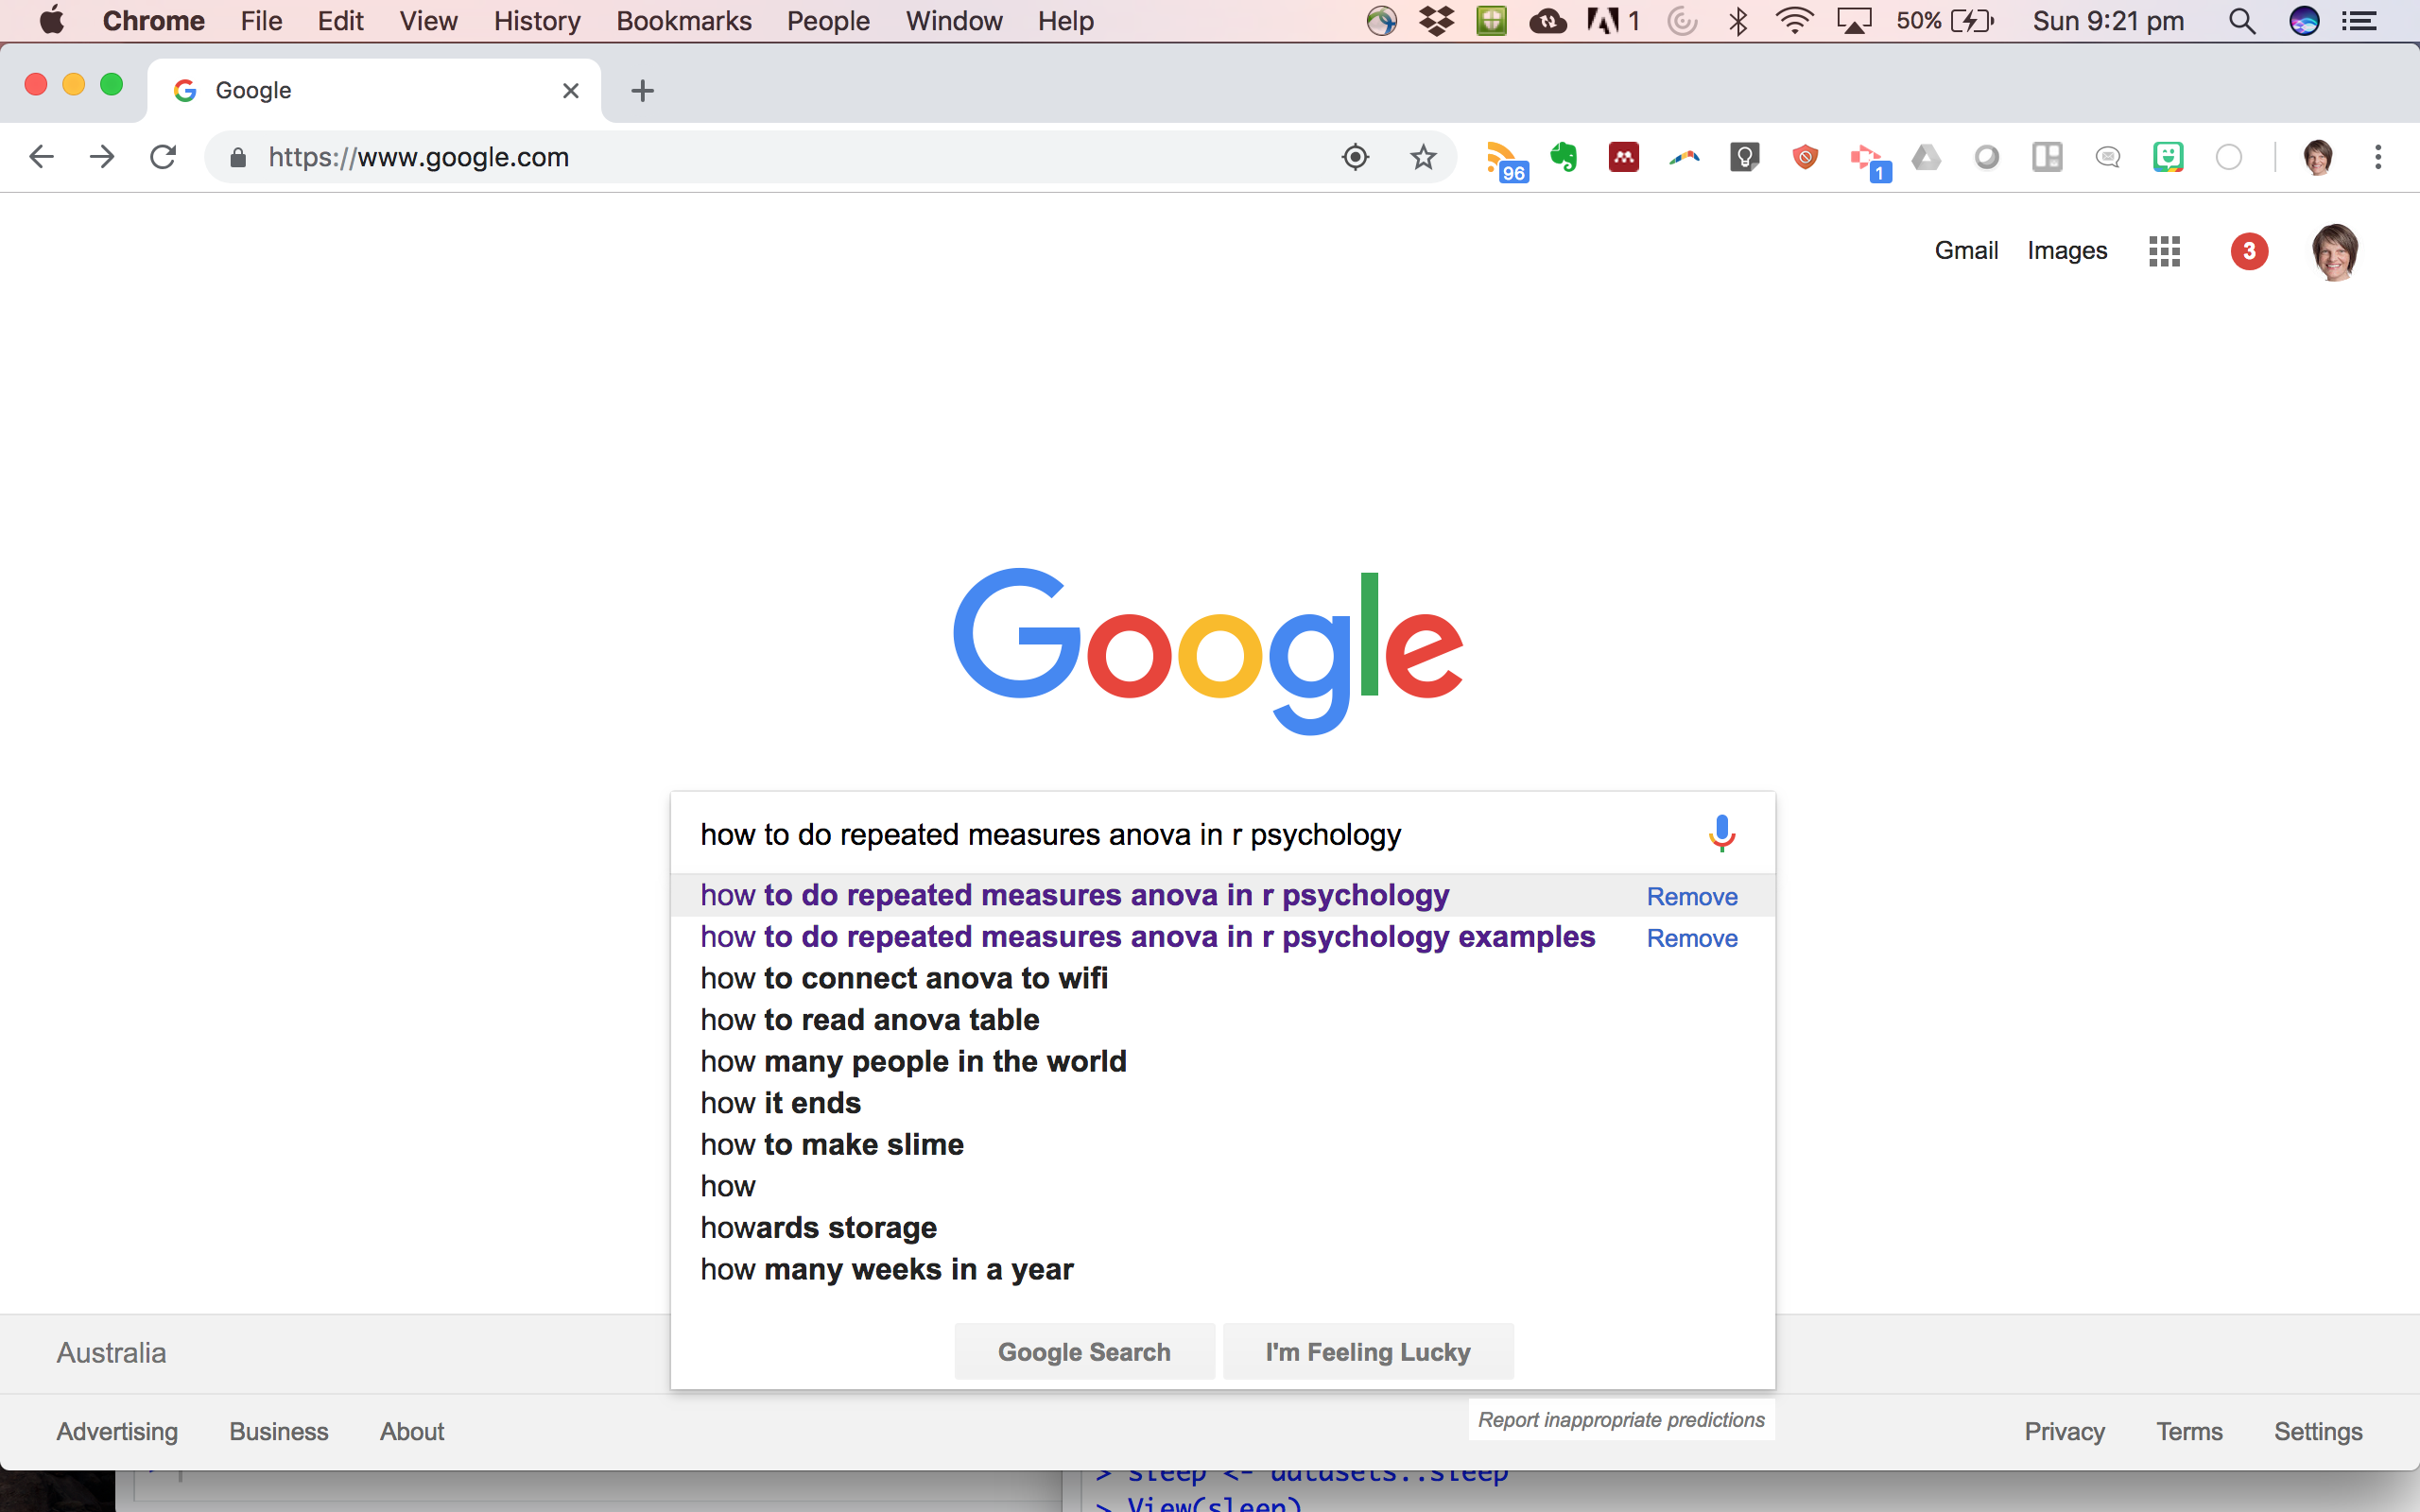 Chrome File Edit View History Bookmarks People Window Help 1 50% Sun 9:21 pm
Google
https://www.google.com 96 1
Gmail Images 3
Google
how to do repeated measures anova in r psychology
how to do repeated measures anova in r psychology Remove
how to do repeated measures anova in r psychology examples Remove
how to connect anova to wifi
how to read anova table
how many people in the world
how it ends
how to make slime
how
howards storage
how many weeks in a year
Google Search I'm Feeling Lucky
Australia
Report inappropriate predictions
Advertising Business About Privacy Terms Settings
> sleep <- datasets::sleep
> View(sleep)